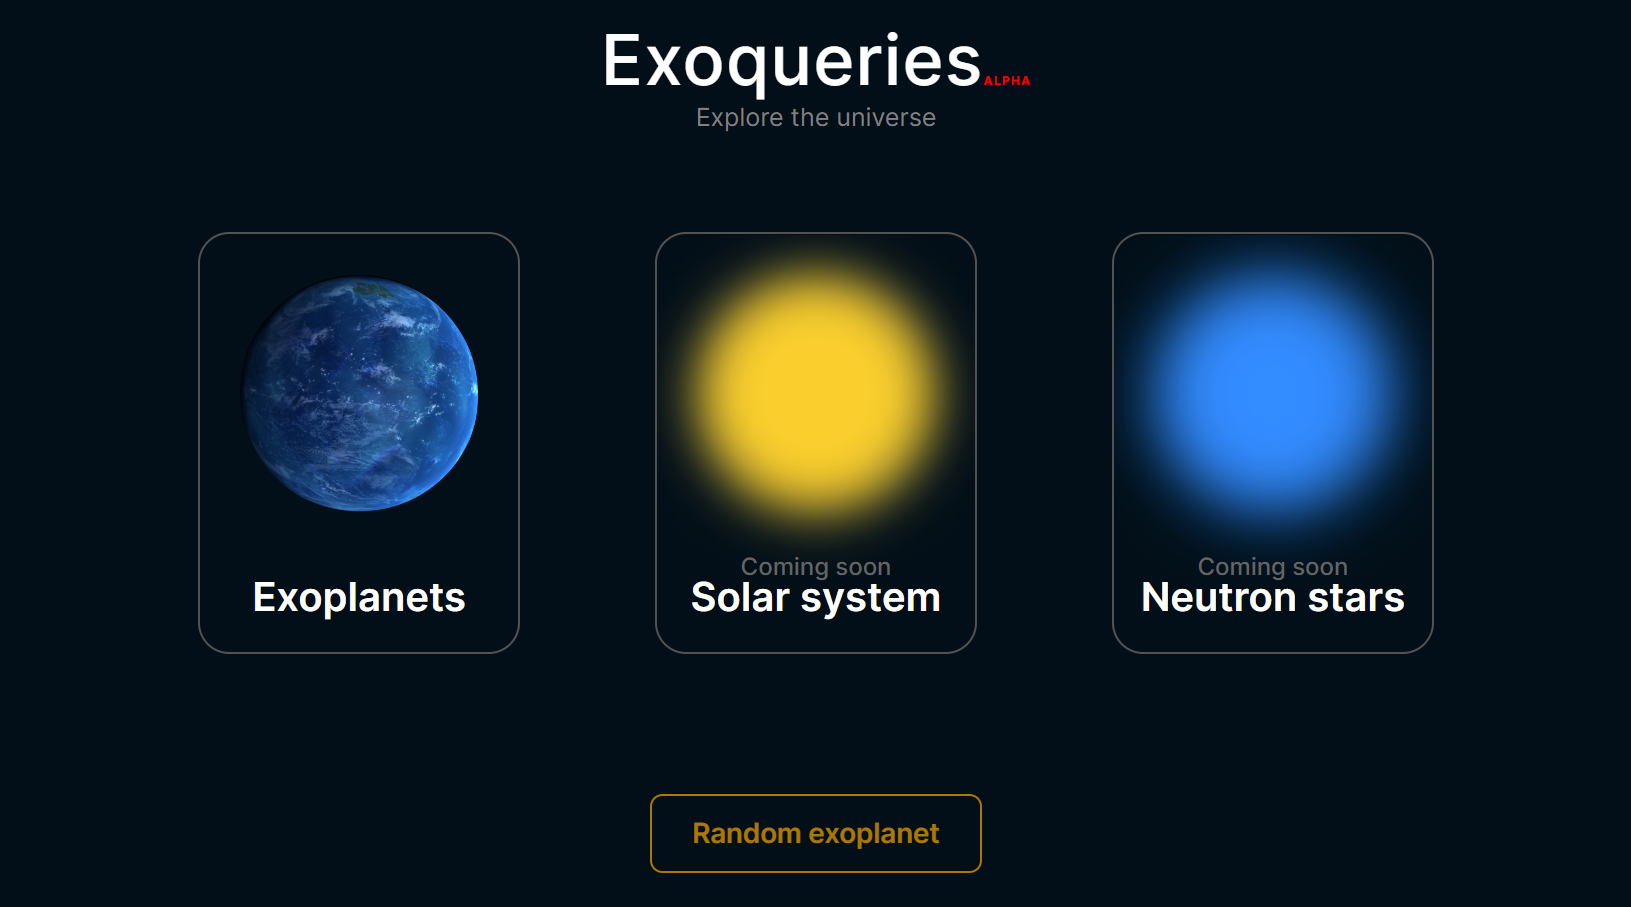 Exoqueries ALPHA
Explore the universe
Exoplanets
Coming soon
Solar system
Coming soon
Neutron stars
Random exoplanet